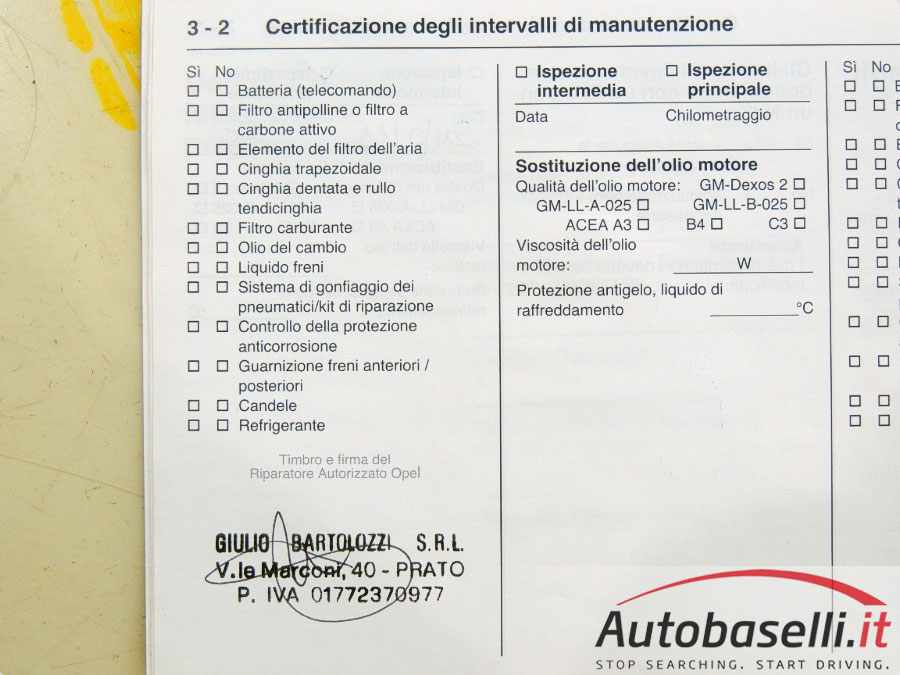 3 - 2 Certificazione degli intervalli di manutenzione
Sì No
Batteria (telecomando)
Filtro antipolline o filtro a
carbone attivo
Elemento del filtro dell'aria
Cinghia trapezoidale
Cinghia dentata e rullo
tendicinghia
Filtro carburante
Olio del cambio
Liquido freni
Sistema di gonfiaggio dei
pneumatici/kit di riparazione
Controllo della protezione
anticorrosione
Guarnizione freni anteriori /
posteriori
Candele
Refrigerante
Timbro e firma del
Riparatore Autorizzato Opel
GIULIO BARTOLOZZI S.R.L.
V.le Marconi, 40 - PRATO
P. IVA 01772370977
Ispezione
intermedia
Ispezione
principale
Data Chilometraggio
Sostituzione dell'olio motore
Qualità dell'olio motore: GM-Dexos 2
GM-LL-A-025 GM-LL-B-025
ACEA A3 B4 C3
Viscosità dell'olio
motore: W
Protezione antigelo, liquido di
raffreddamento °C
Sì No
Autobaselli.it
STOP SEARCHING. START DRIVING.